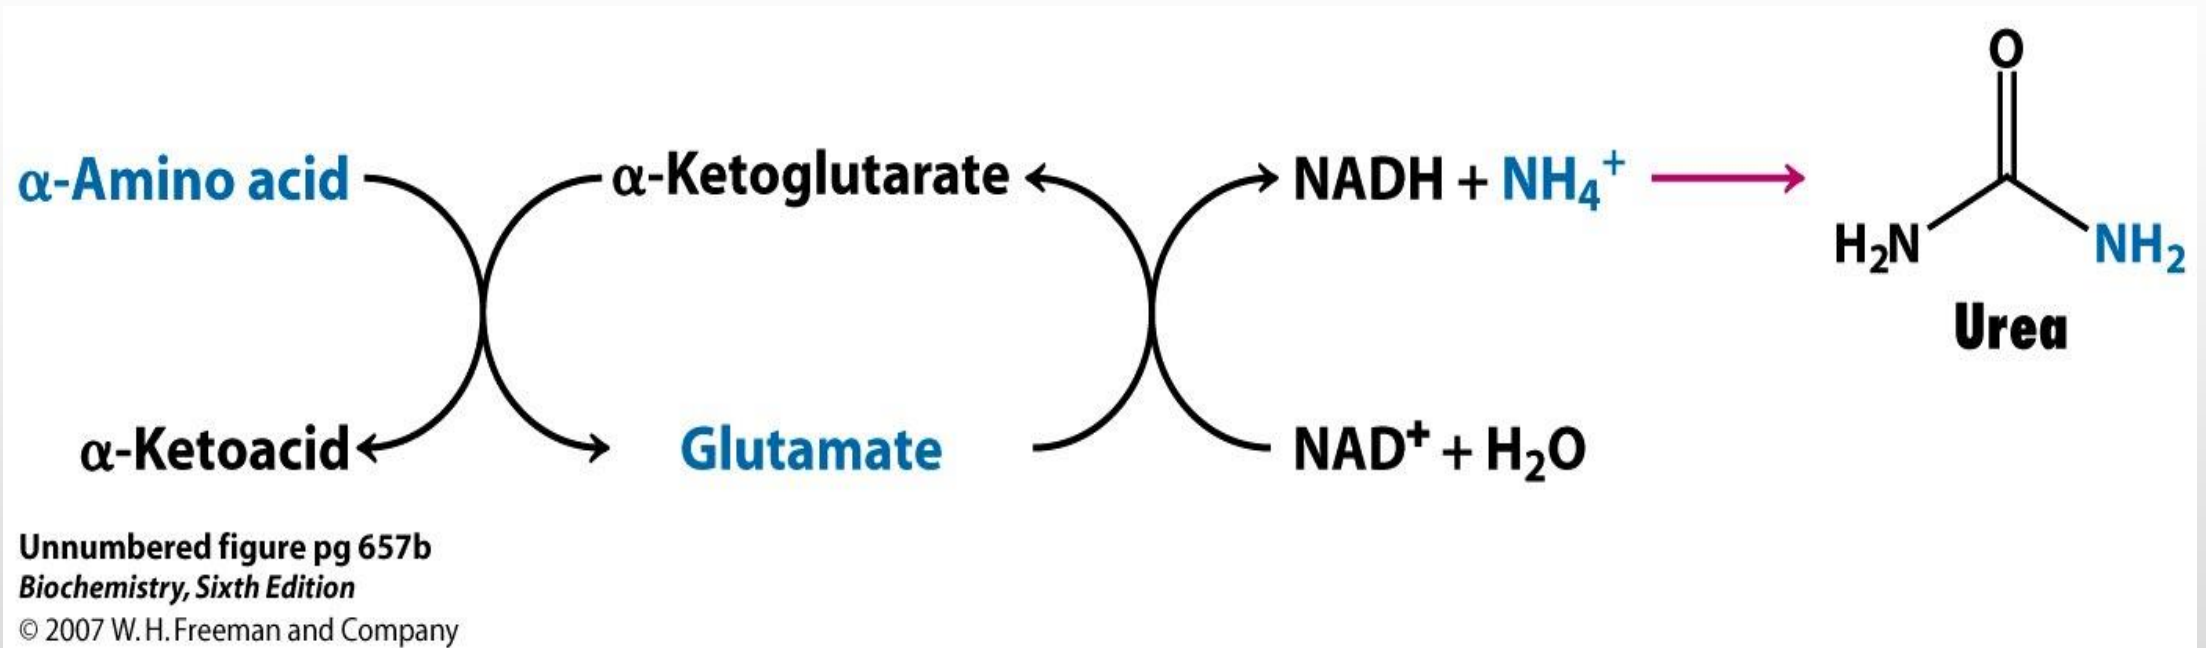 O
α-Amino acid α-Ketoglutarate NADH + NH₄⁺
H₂N NH₂
Urea
α-Ketoacid Glutamate NAD⁺ + H₂O
Unnumbered figure pg 657b
Biochemistry, Sixth Edition
© 2007 W. H. Freeman and Company